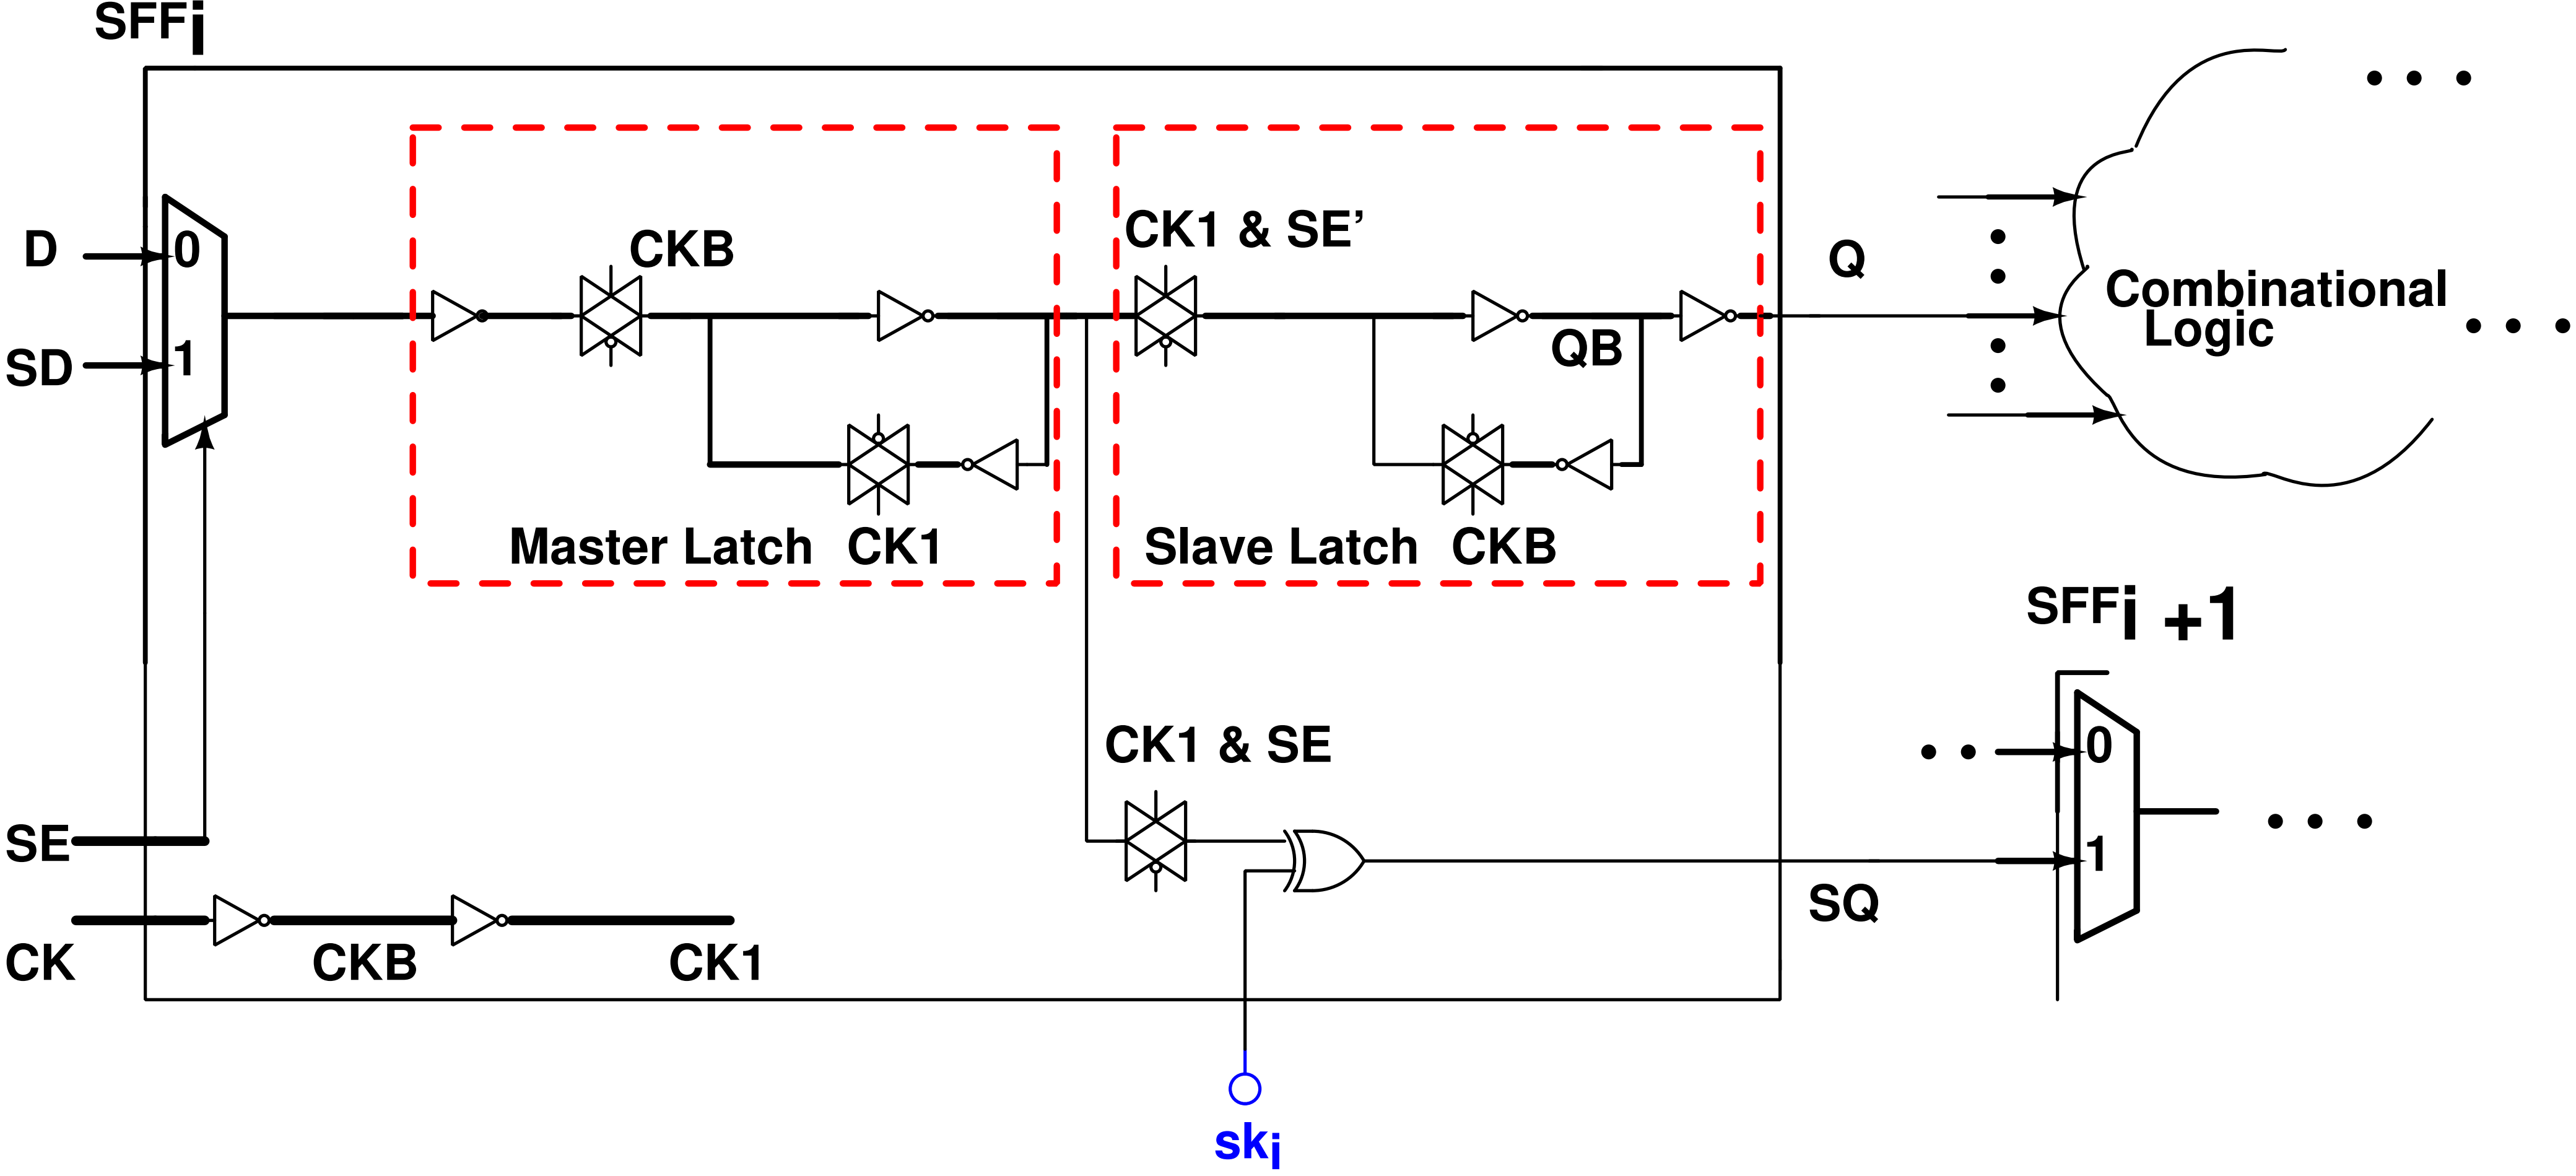 SFFi
D
0
SD
1
CKB
Master Latch CK1
CK1 & SE’
QB
Slave Latch CKB
Q
Combinational
Logic
SFFi +1
0
1
CK1 & SE
SE
SQ
CK
CKB
CK1
ski